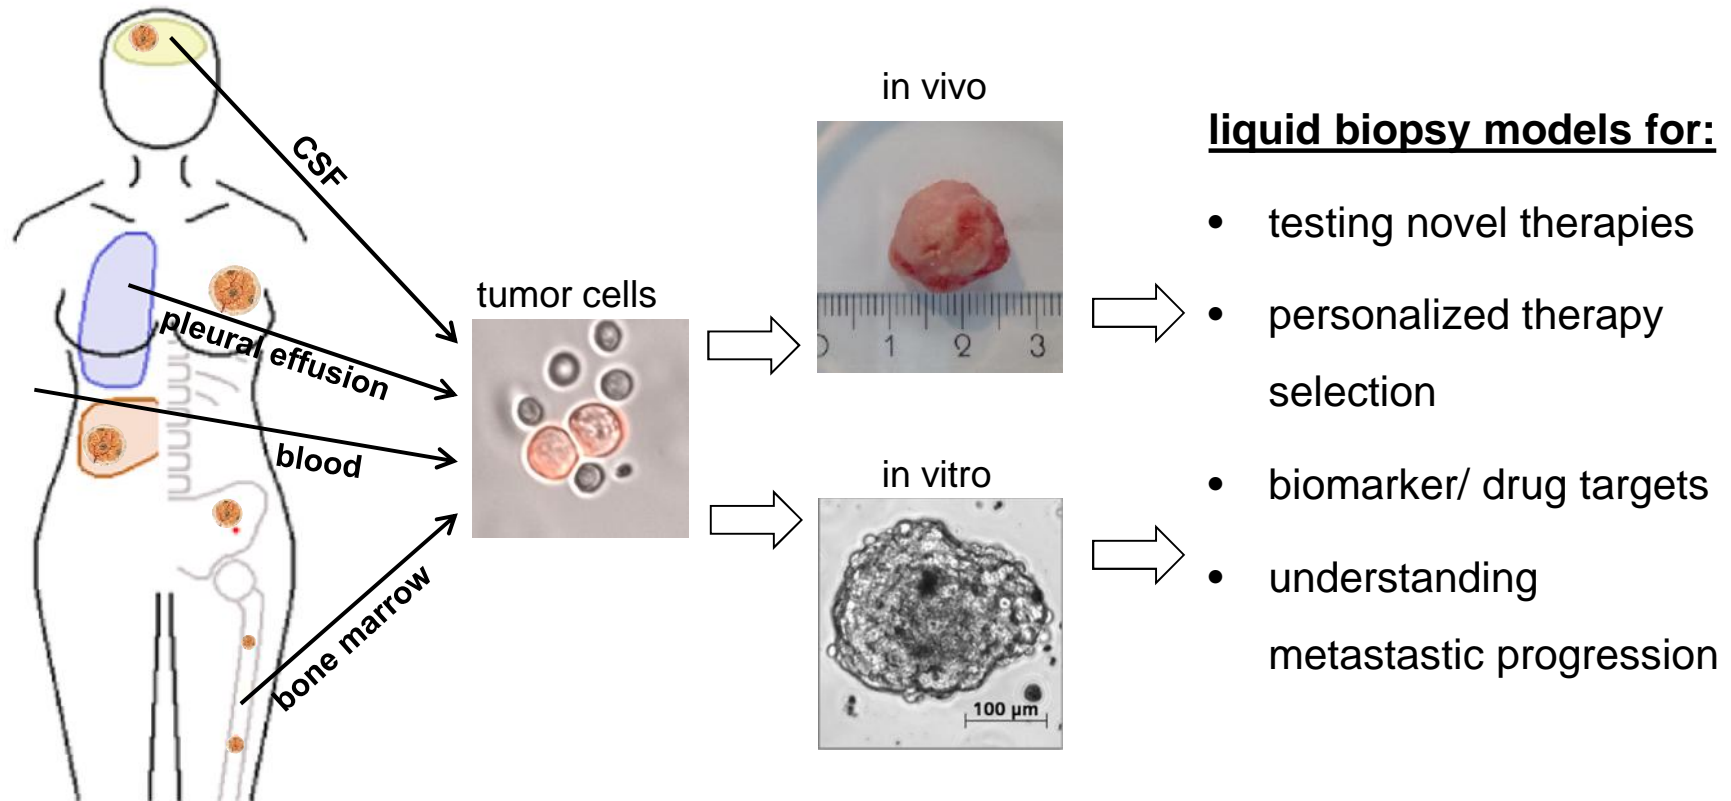 CSF
pleural effusion
blood
bone marrow
tumor cells
in vivo
0 1 2 3
in vitro
100 µm
liquid biopsy models for:
• testing novel therapies
• personalized therapy
selection
• biomarker/ drug targets
• understanding
metastastic progression